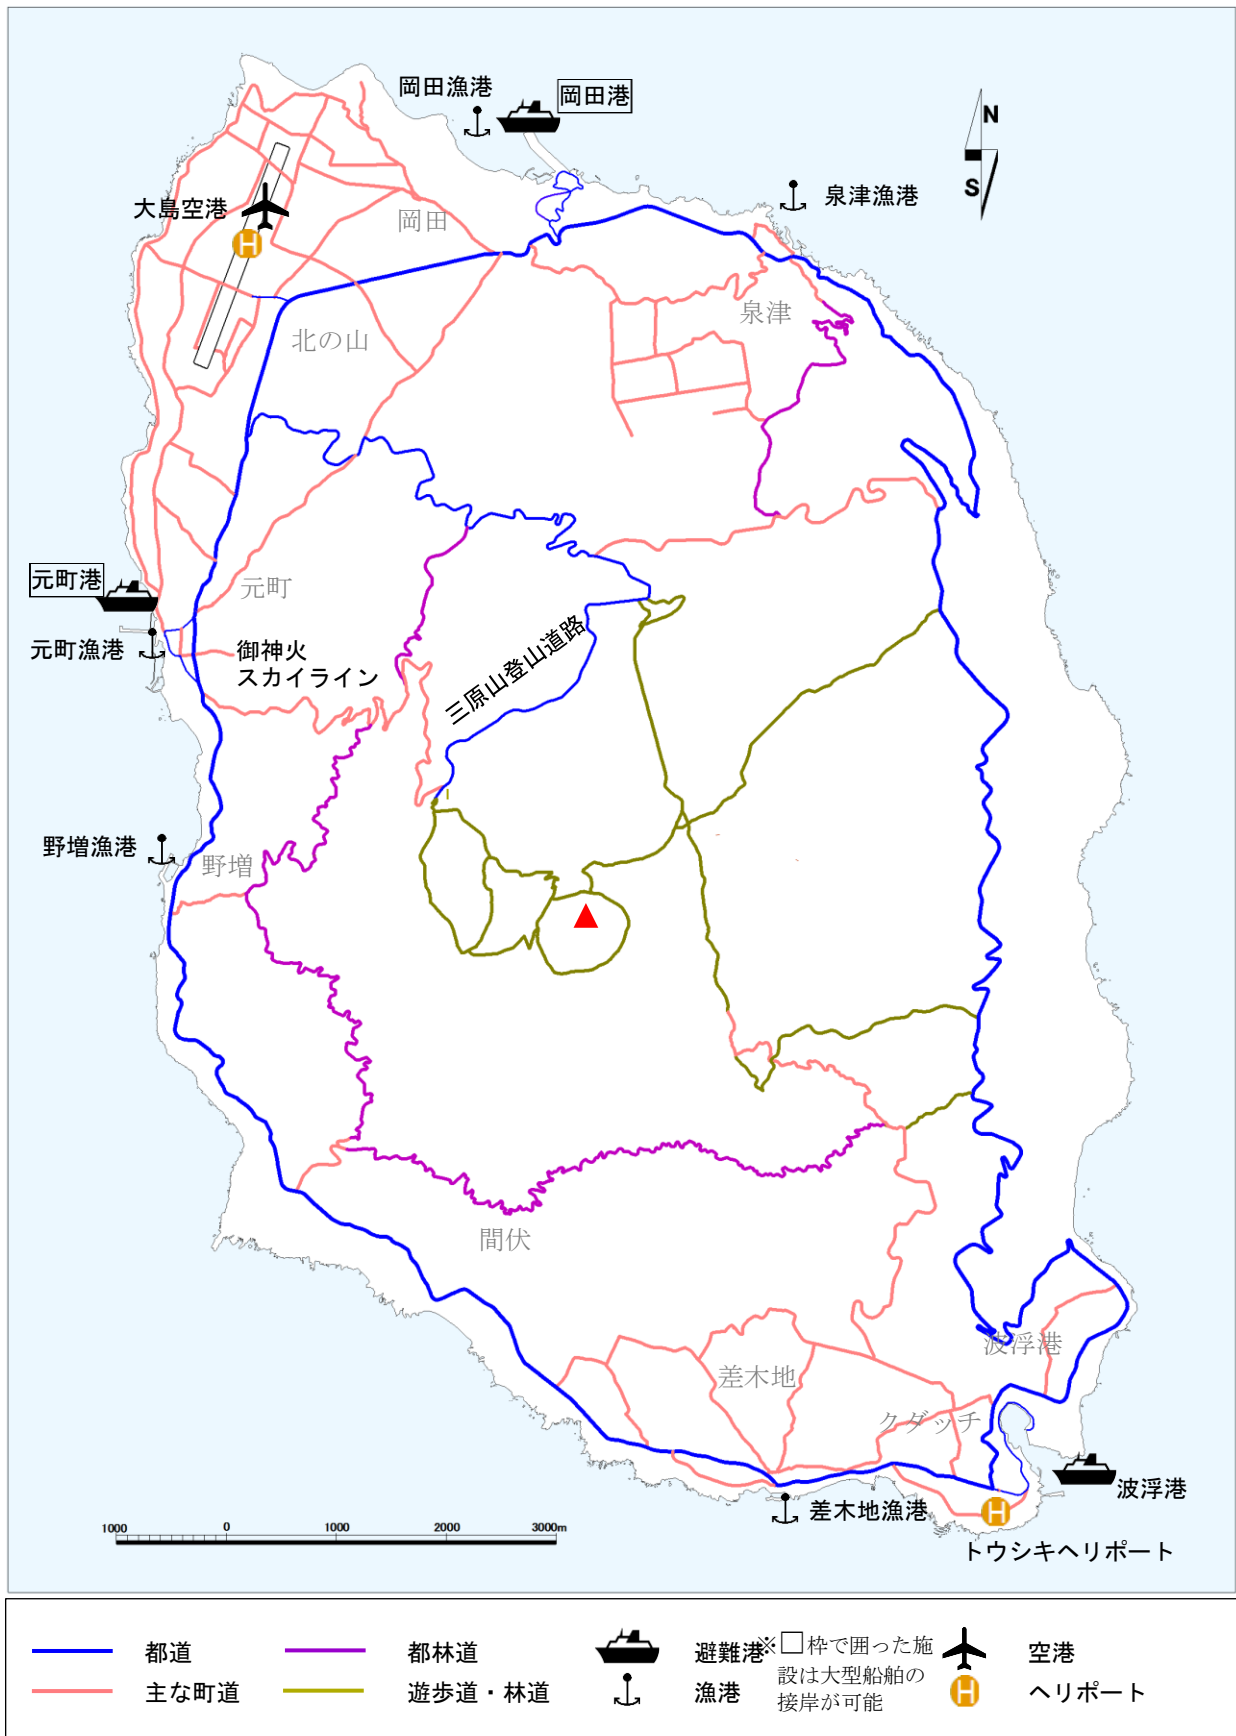 岡田漁港
岡田港
N
S
泉津漁港
大島空港
岡田
H
泉津
北の山
元町港
元町
元町漁港
御神火
スカイライン
三原山登山道路
野増漁港
野増
間伏
波浮港
差木地
クダッチ
波浮港
差木地漁港
H
トウシキヘリポート
1000 0 1000 2000 3000m
都道
都林道
避難港
※□枠で囲った施
設は大型船舶の
接岸が可能
空港
主な町道
遊歩道・林道
漁港
H
ヘリポート